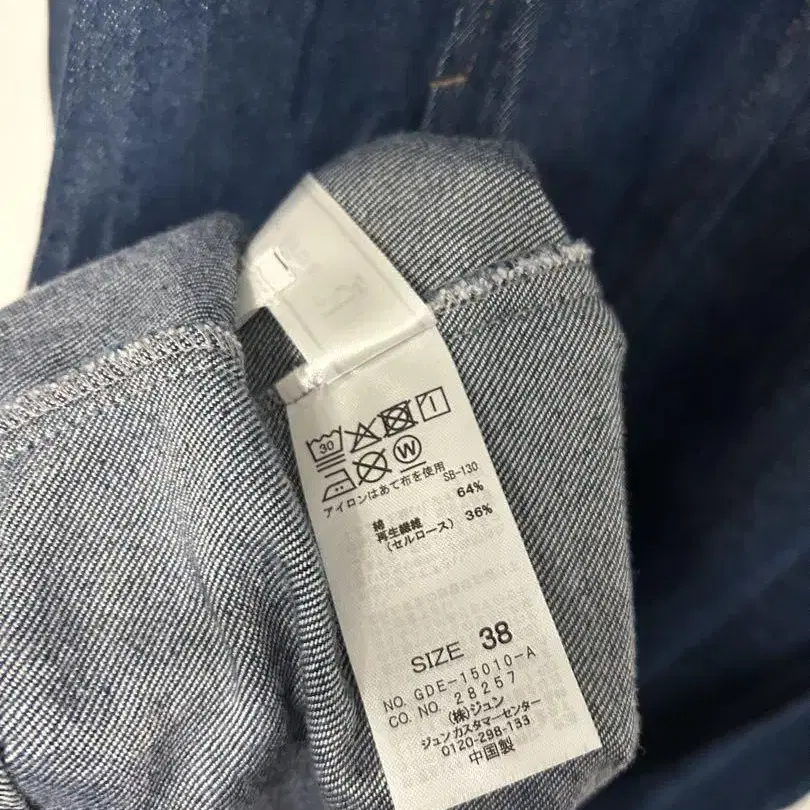 30
W
アイロンはあて布を使用 SB-130
綿 64%
再生繊維
(セルロース) 36%
SIZE 38
NO. GDE-15010-A
CO. NO. 28257
(株)ジュン
ジュンカスタマーセンター
0120-298-133
中国製